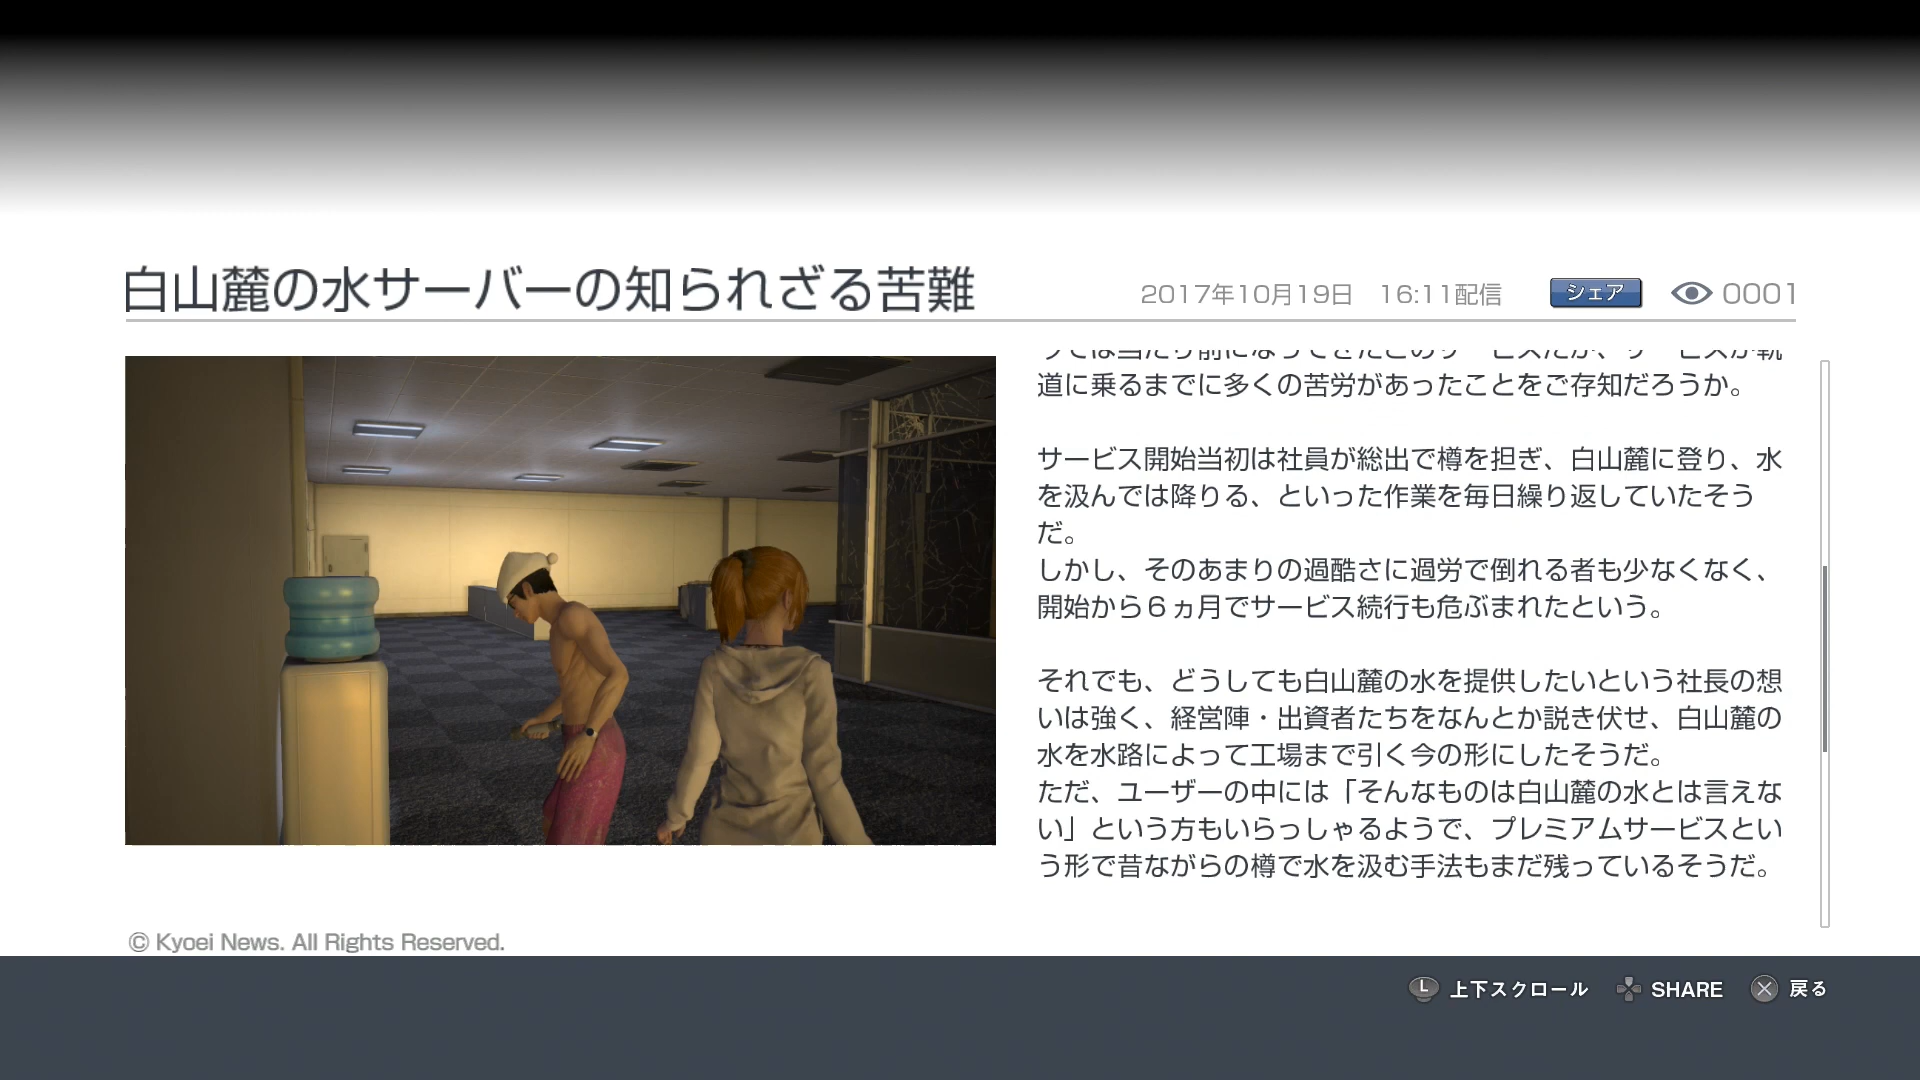 白山麓の水サーバーの知られざる苦難
2017年10月19日　16:11配信
シェア
0001
道に乗るまでに多くの苦労があったことをご存知だろうか。
サービス開始当初は社員が総出で樽を担ぎ、白山麓に登り、水
を汲んでは降りる、といった作業を毎日繰り返していたそう
だ。
しかし、そのあまりの過酷さに過労で倒れる者も少なくなく、
開始から６ヵ月でサービス続行も危ぶまれたという。
それでも、どうしても白山麓の水を提供したいという社長の想
いは強く、経営陣・出資者たちをなんとか説き伏せ、白山麓の
水を水路によって工場まで引く今の形にしたそうだ。
ただ、ユーザーの中には「そんなものは白山麓の水とは言えな
い」という方もいらっしゃるようで、プレミアムサービスとい
う形で昔ながらの樽で水を汲む手法もまだ残っているそうだ。
© Kyoei News. All Rights Reserved.
L 上下スクロール SHARE 戻る